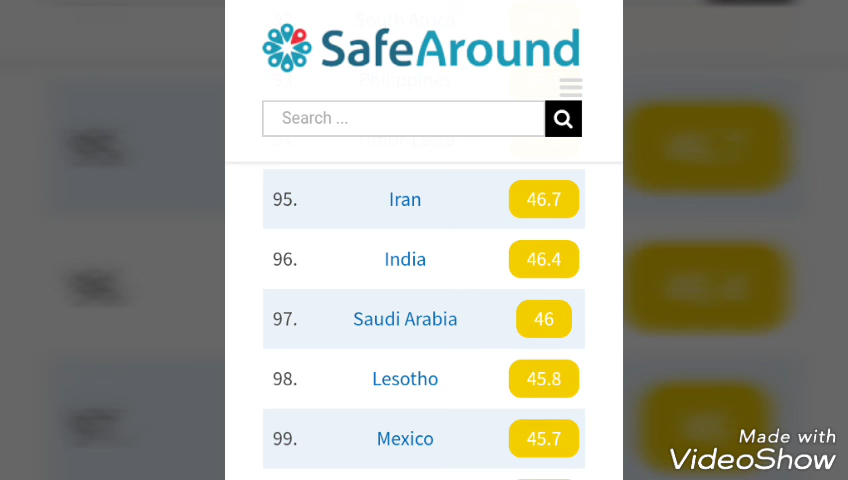 SafeAround
Search ...
95. Iran 46.7
96. India 46.4
97. Saudi Arabia 46
98. Lesotho 45.8
99. Mexico 45.7
Made with
VideoShow